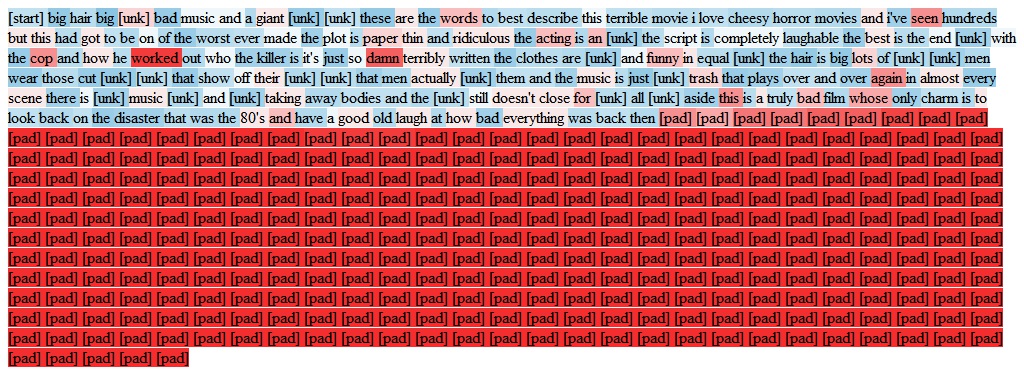 [start] big hair big [unk] bad music and a giant [unk] [unk] these are the words to best describe this terrible movie i love cheesy horror movies and i've seen hundreds
but this had got to be on of the worst ever made the plot is paper thin and ridiculous the acting is an [unk] the script is completely laughable the best is the end [unk] with
the cop and how he worked out who the killer is it's just so damn terribly written the clothes are [unk] and funny in equal [unk] the hair is big lots of [unk] [unk] men
wear those cut [unk] [unk] that show off their [unk] [unk] that men actually [unk] them and the music is just [unk] trash that plays over and over again in almost every
scene there is [unk] music [unk] and [unk] taking away bodies and the [unk] still doesn't close for [unk] all [unk] aside this is a truly bad film whose only charm is to
look back on the disaster that was the 80's and have a good old laugh at how bad everything was back then [pad] [pad] [pad] [pad] [pad] [pad] [pad] [pad] [pad]
[pad] [pad] [pad] [pad] [pad] [pad] [pad] [pad] [pad] [pad] [pad] [pad] [pad] [pad] [pad] [pad] [pad] [pad] [pad] [pad] [pad] [pad] [pad] [pad] [pad] [pad] [pad]
[pad] [pad] [pad] [pad] [pad] [pad] [pad] [pad] [pad] [pad] [pad] [pad] [pad] [pad] [pad] [pad] [pad] [pad] [pad] [pad] [pad] [pad] [pad] [pad] [pad] [pad] [pad]
[pad] [pad] [pad] [pad] [pad] [pad] [pad] [pad] [pad] [pad] [pad] [pad] [pad] [pad] [pad] [pad] [pad] [pad] [pad] [pad] [pad] [pad] [pad] [pad] [pad] [pad] [pad]
[pad] [pad] [pad] [pad] [pad] [pad] [pad] [pad] [pad] [pad] [pad] [pad] [pad] [pad] [pad] [pad] [pad] [pad] [pad] [pad] [pad] [pad] [pad] [pad] [pad] [pad] [pad]
[pad] [pad] [pad] [pad] [pad] [pad] [pad] [pad] [pad] [pad] [pad] [pad] [pad] [pad] [pad] [pad] [pad] [pad] [pad] [pad] [pad] [pad] [pad] [pad] [pad] [pad] [pad]
[pad] [pad] [pad] [pad] [pad] [pad] [pad] [pad] [pad] [pad] [pad] [pad] [pad] [pad] [pad] [pad] [pad] [pad] [pad] [pad] [pad] [pad] [pad] [pad] [pad] [pad] [pad]
[pad] [pad] [pad] [pad] [pad] [pad] [pad] [pad] [pad] [pad] [pad] [pad] [pad] [pad] [pad] [pad] [pad] [pad] [pad] [pad] [pad] [pad] [pad] [pad] [pad] [pad] [pad]
[pad] [pad] [pad] [pad] [pad] [pad] [pad] [pad] [pad] [pad] [pad] [pad] [pad] [pad] [pad] [pad] [pad] [pad] [pad] [pad] [pad] [pad] [pad] [pad] [pad] [pad] [pad]
[pad] [pad] [pad] [pad] [pad] [pad] [pad] [pad] [pad] [pad] [pad] [pad] [pad] [pad] [pad] [pad] [pad] [pad] [pad] [pad] [pad] [pad] [pad] [pad] [pad] [pad] [pad]
[pad] [pad] [pad] [pad] [pad] [pad] [pad] [pad] [pad] [pad] [pad] [pad] [pad] [pad] [pad] [pad] [pad] [pad] [pad] [pad] [pad] [pad] [pad] [pad] [pad] [pad] [pad]
[pad] [pad] [pad] [pad] [pad] [pad] [pad] [pad] [pad] [pad] [pad] [pad] [pad] [pad] [pad] [pad] [pad] [pad] [pad] [pad] [pad] [pad] [pad] [pad] [pad] [pad] [pad]
[pad] [pad] [pad] [pad] [pad]